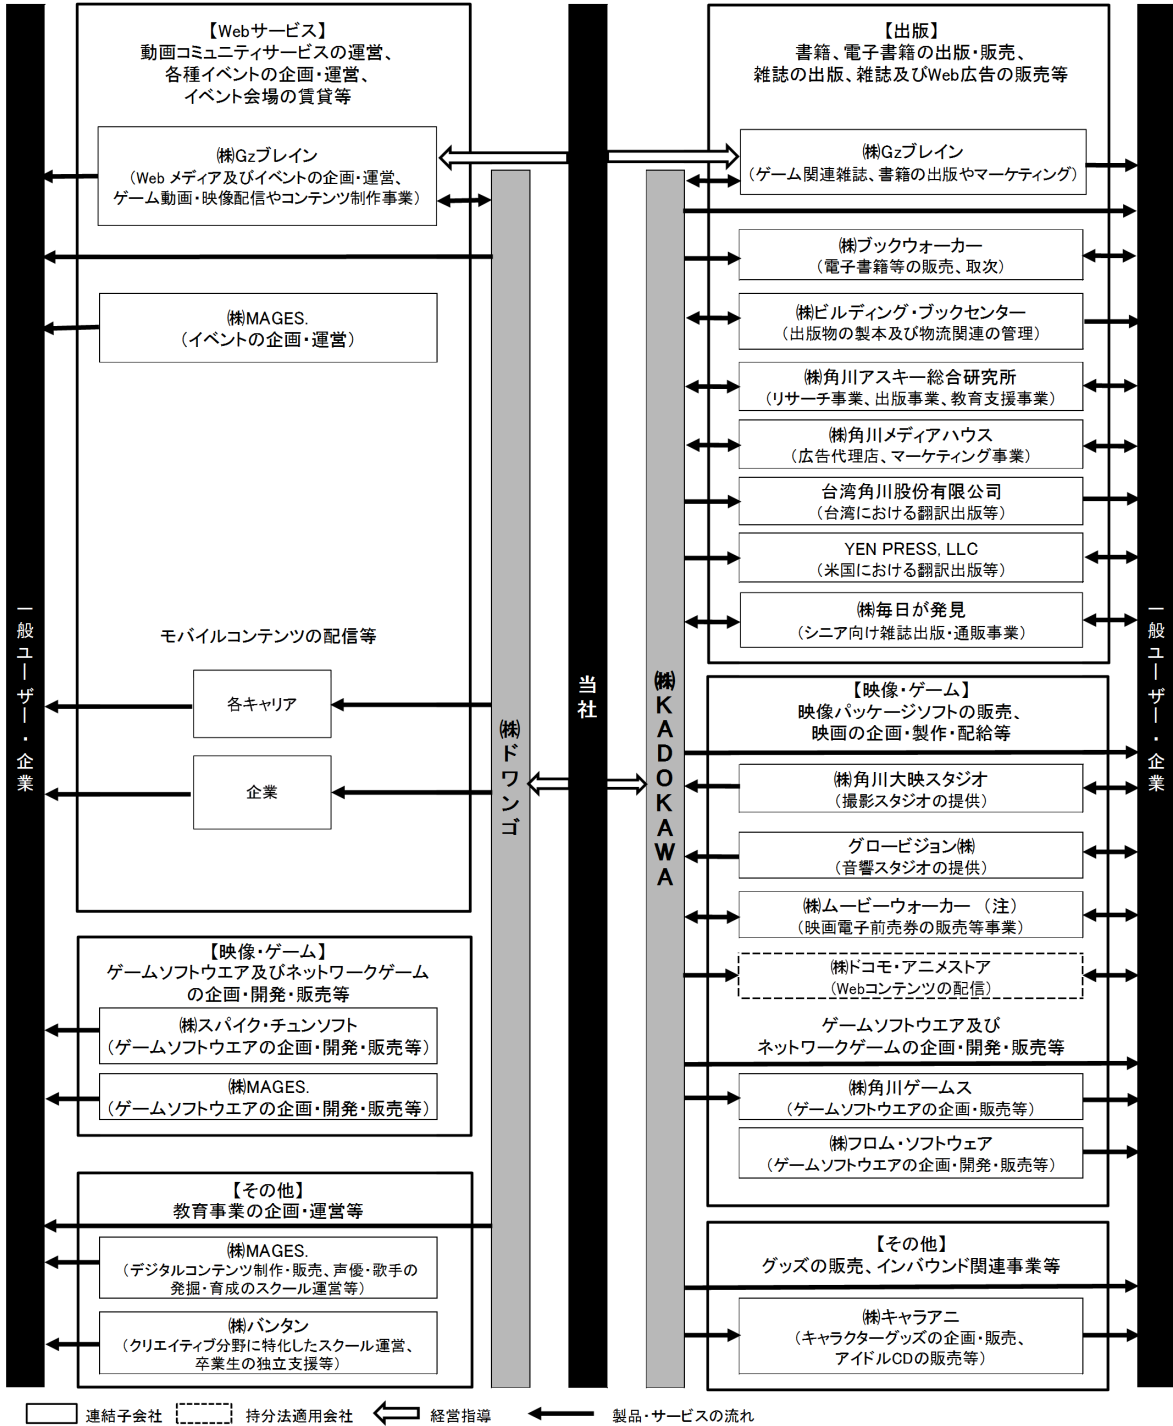 【Webサービス】
動画コミュニティサービスの運営、
各種イベントの企画・運営、
イベント会場の賃貸等
㈱Gzブレイン
（Web メディア及びイベントの企画・運営、
ゲーム動画・映像配信やコンテンツ制作事業）
㈱MAGES.
（イベントの企画・運営）
モバイルコンテンツの配信等
各キャリア
企業
【映像・ゲーム】
ゲームソフトウエア及びネットワークゲーム
の企画・開発・販売等
㈱スパイク・チュンソフト
（ゲームソフトウエアの企画・開発・販売等）
㈱MAGES.
（ゲームソフトウエアの企画・開発・販売等）
【その他】
教育事業の企画・運営等
㈱MAGES.
（デジタルコンテンツ制作・販売、声優・歌手の
発掘・育成のスクール運営等）
㈱バンタン
（クリエイティブ分野に特化したスクール運営、
卒業生の独立支援等）
一般ユーザー・企業
㈱ドワンゴ
当社
㈱KADOKAWA
【出版】
書籍、電子書籍の出版・販売、
雑誌の出版、雑誌及びWeb広告の販売等
㈱Gzブレイン
（ゲーム関連雑誌、書籍の出版やマーケティング）
㈱ブックウォーカー
（電子書籍等の販売、取次）
㈱ビルディング・ブックセンター
（出版物の製本及び物流関連の管理）
㈱角川アスキー総合研究所
（リサーチ事業、出版事業、教育支援事業）
㈱角川メディアハウス
（広告代理店、マーケティング事業）
台湾角川股份有限公司
（台湾における翻訳出版等）
YEN PRESS, LLC
（米国における翻訳出版等）
㈱毎日が発見
（シニア向け雑誌出版・通販事業）
【映像・ゲーム】
映像パッケージソフトの販売、
映画の企画・製作・配給等
㈱角川大映スタジオ
（撮影スタジオの提供）
グロービジョン㈱
（音響スタジオの提供）
㈱ムービーウォーカー （注）
（映画電子前売券の販売等事業）
㈱ドコモ・アニメストア
（Webコンテンツの配信）
ゲームソフトウエア及び
ネットワークゲームの企画・開発・販売等
㈱角川ゲームス
（ゲームソフトウエアの企画・販売等）
㈱フロム・ソフトウェア
（ゲームソフトウエアの企画・開発・販売等）
【その他】
グッズの販売、インバウンド関連事業等
㈱キャラアニ
（キャラクターグッズの企画・販売、
アイドルCDの販売等）
一般ユーザー・企業
連結子会社 持分法適用会社 経営指導 製品・サービスの流れ